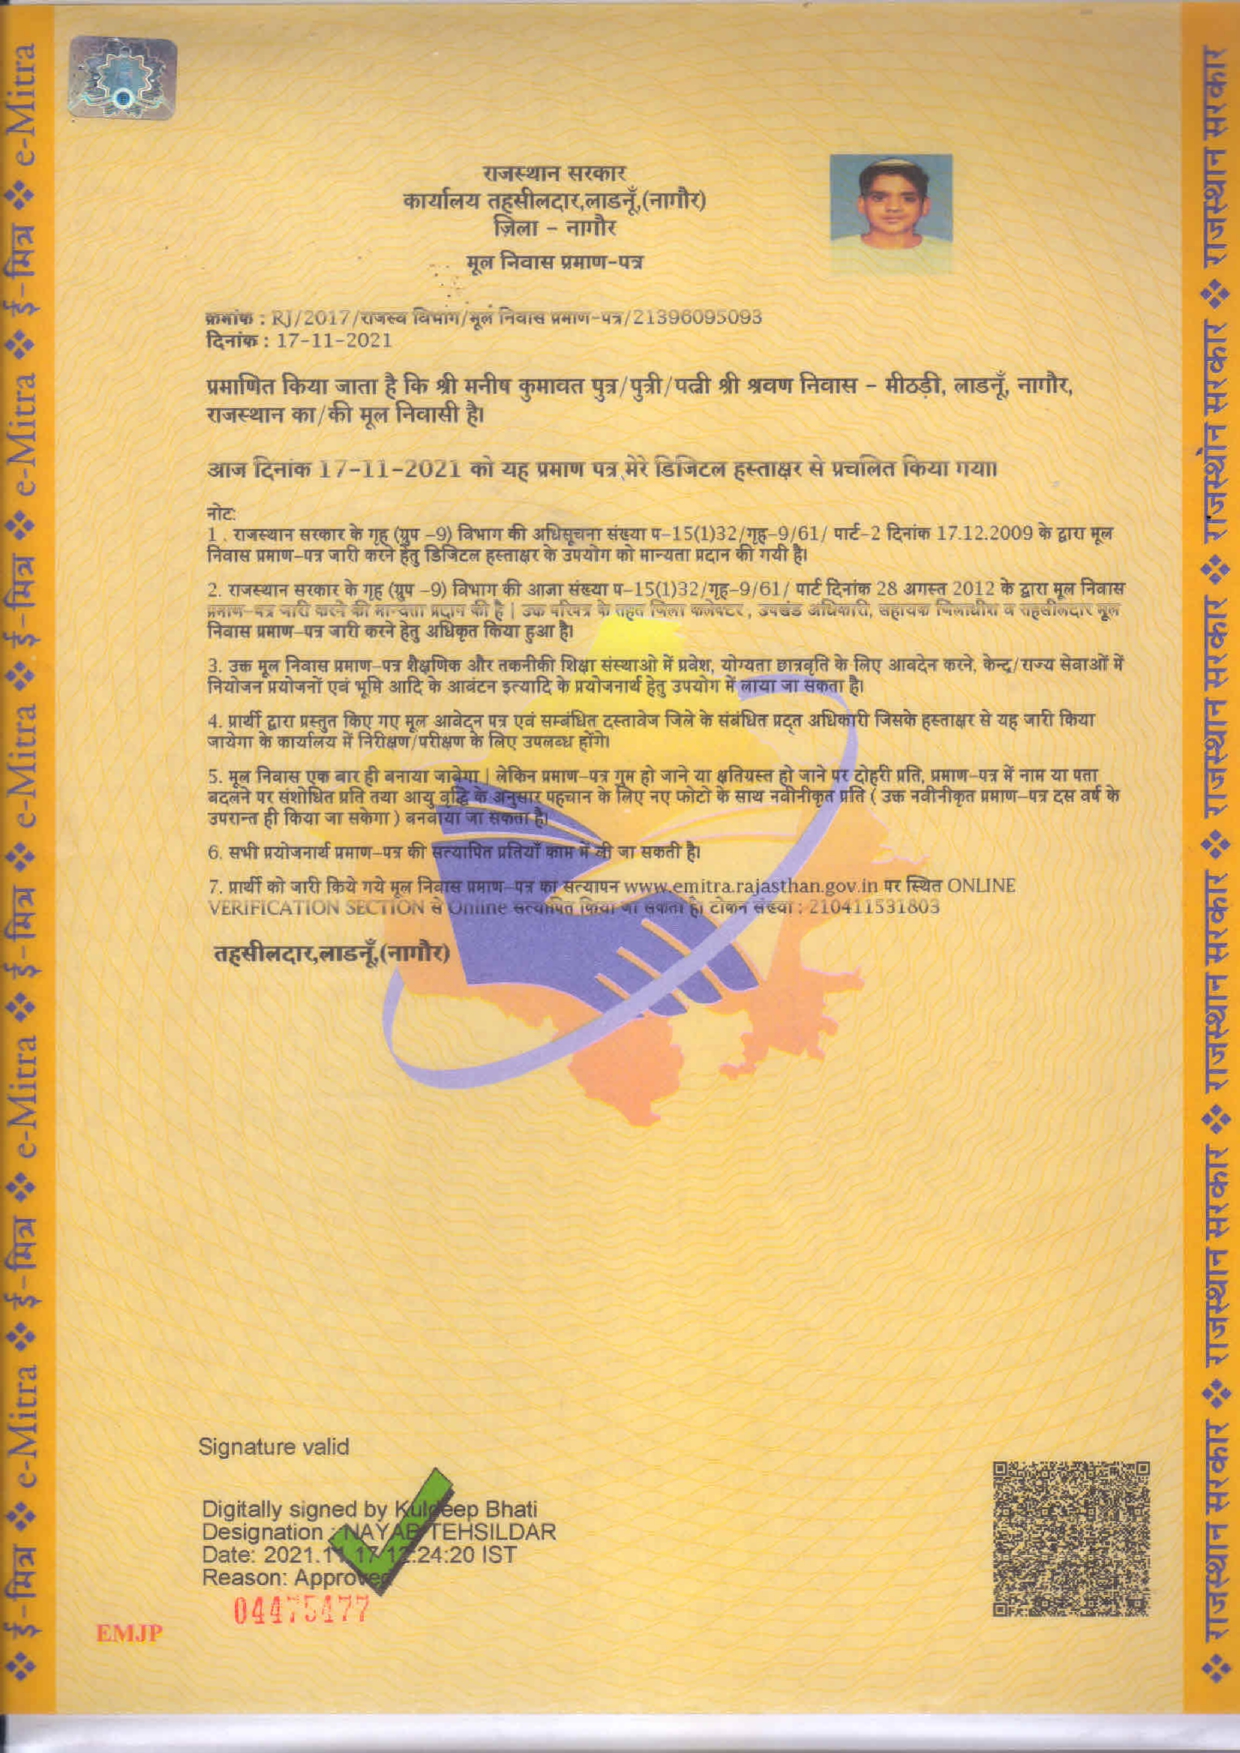 राजस्थान सरकार
कार्यालय तहसीलदार,लाडनूँ,(नागौर)
ज़िला - नागौर
मूल निवास प्रमाण-पत्र
क्रमांक : RJ/2017/राजस्व विभाग/मूल निवास प्रमाण-पत्र/21396095093
दिनांक : 17-11-2021
प्रमाणित किया जाता है कि श्री मनीष कुमावत पुत्र/पुत्री/पत्नी श्री श्रवण निवास - मीठड़ी, लाडनूँ, नागौर,
राजस्थान का/की मूल निवासी है।
आज दिनांक 17-11-2021 को यह प्रमाण पत्र मेरे डिजिटल हस्ताक्षर से प्रचलित किया गया।
नोट:
1 . राजस्थान सरकार के गृह (ग्रुप -9) विभाग की अधिसूचना संख्या प-15(1)32/गृह-9/61/ पार्ट-2 दिनांक 17.12.2009 के द्वारा मूल
निवास प्रमाण-पत्र जारी करने हेतु डिजिटल हस्ताक्षर के उपयोग को मान्यता प्रदान की गयी है।
2. राजस्थान सरकार के गृह (ग्रुप -9) विभाग की आज्ञा संख्या प-15(1)32/गृह-9/61/ पार्ट दिनांक 28 अगस्त 2012 के द्वारा मूल निवास
प्रमाण-पत्र जारी करने की मान्यता प्रदान की है | उक्त परिपत्र के तहत जिला कलक्टर , उपखंड अधिकारी, सहायक जिलाधीश व तहसीलदार मूल
निवास प्रमाण-पत्र जारी करने हेतु अधिकृत किया हुआ है।
3. उक्त मूल निवास प्रमाण-पत्र शैक्षणिक और तकनीकी शिक्षा संस्थाओ में प्रवेश, योग्यता छात्रवृति के लिए आवदेन करने, केन्द्र/राज्य सेवाओं में
नियोजन प्रयोजनों एवं भूमि आदि के आवंटन इत्यादि के प्रयोजनार्थ हेतु उपयोग में लाया जा सकता है।
4. प्रार्थी द्वारा प्रस्तुत किए गए मूल आवेदन पत्र एवं सम्बंधित दस्तावेज जिले के संबंधित प्रदत्त अधिकारी जिसके हस्ताक्षर से यह जारी किया
जायेगा के कार्यालय में निरीक्षण/परीक्षण के लिए उपलब्ध होंगे।
5. मूल निवास एक बार ही बनाया जावेगा | लेकिन प्रमाण-पत्र गुम हो जाने या क्षतिग्रस्त हो जाने पर दोहरी प्रति, प्रमाण-पत्र में नाम या पता
बदलने पर संशोधित प्रति तथा आयु वृद्धि के अनुसार पहचान के लिए नए फोटो के साथ नवीनीकृत प्रति ( उक्त नवीनीकृत प्रमाण-पत्र दस वर्ष के
उपरान्त ही किया जा सकेगा ) बनवाया जा सकता है।
6. सभी प्रयोजनार्थ प्रमाण-पत्र की सत्यापित प्रतियाँ काम में ली जा सकती है।
7. प्रार्थी को जारी किये गये मूल निवास प्रमाण-पत्र का सत्यापन www.emitra.rajasthan.gov.in पर स्थित ONLINE
VERIFICATION SECTION से Online सत्यापित किया जा सकता है। टोकन संख्या : 210411531803
तहसीलदार,लाडनूँ,(नागौर)
Signature valid
Digitally signed by Kuldeep Bhati
Designation : NAYAB TEHSILDAR
Date: 2021.11.17 12:24:20 IST
Reason: Approved
04475477
EMJP
ई-मित्र ❖ e-Mitra ❖ ई-मित्र ❖ e-Mitra ❖ ई-मित्र ❖ e-Mitra ❖ ई-मित्र ❖ e-Mitra ❖ ई-मित्र ❖ e-Mitra
राजस्थान सरकार ❖ राजस्थान सरकार ❖ राजस्थान सरकार ❖ राजस्थान सरकार ❖ राजस्थान सरकार ❖ राजस्थान सरकार